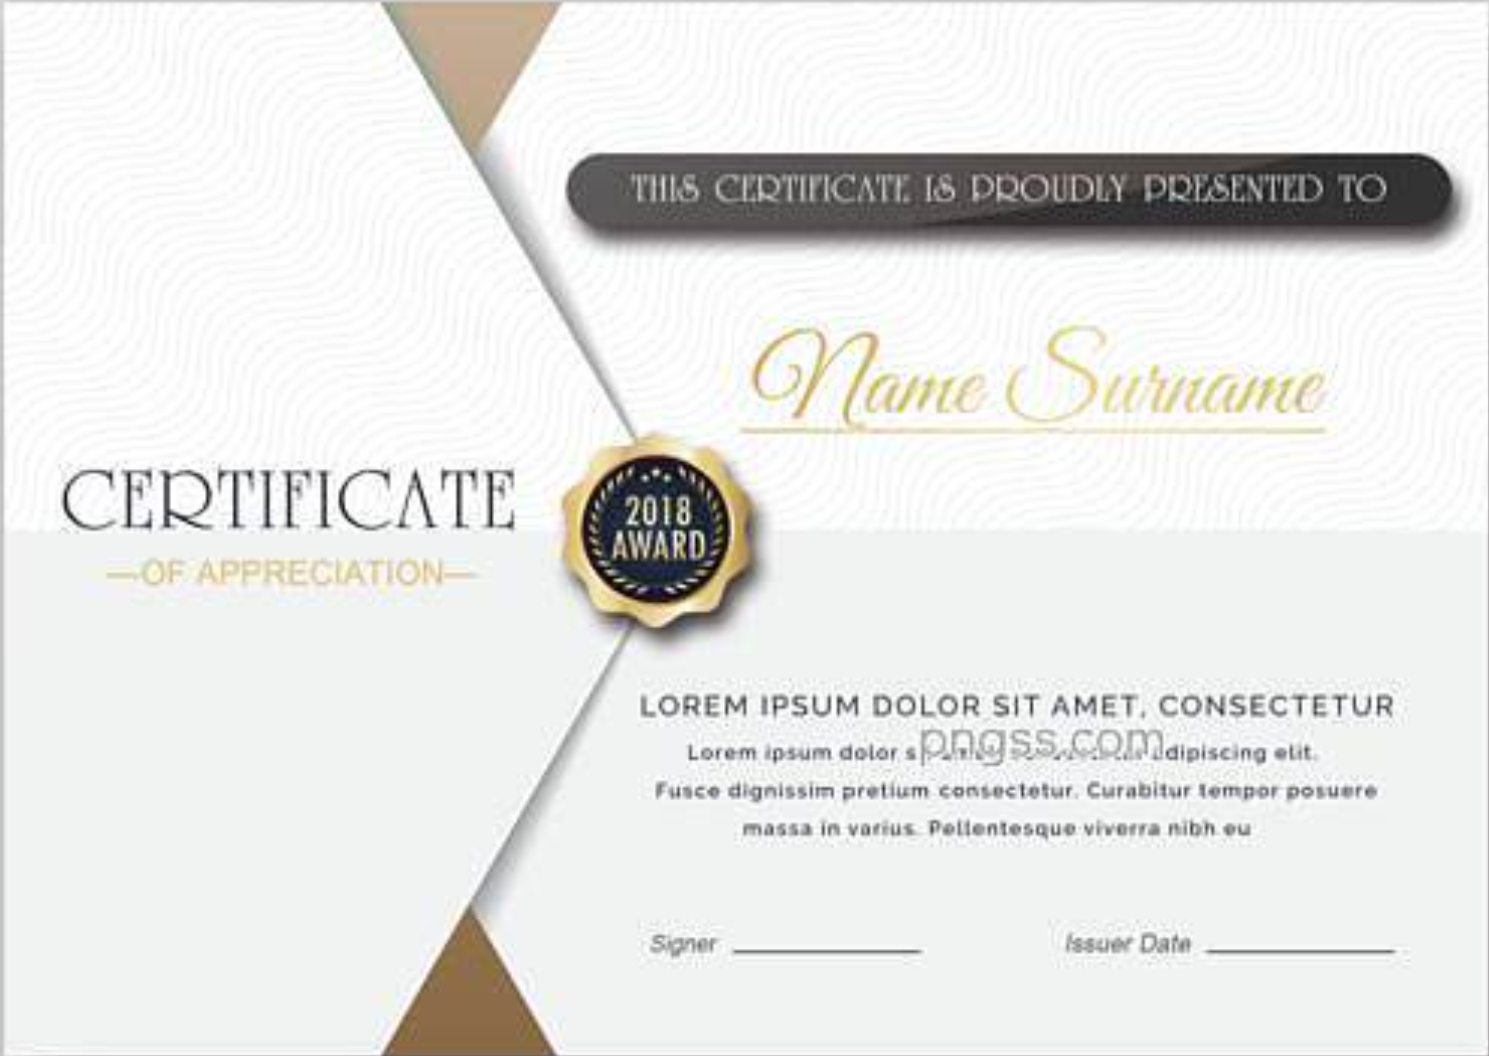 THIS CERTIFICATE IS PROUDLY PRESENTED TO
Name Surname
CERTIFICATE
—OF APPRECIATION—
2018
AWARD
LOREM IPSUM DOLOR SIT AMET, CONSECTETUR
pngss.com
Lorem ipsum dolor s dipiscing elit.
Fusce dignissim pretium consectetur. Curabitur tempor posuere
massa in varius. Pellentesque viverra nibh eu
Signer
Issuer Date